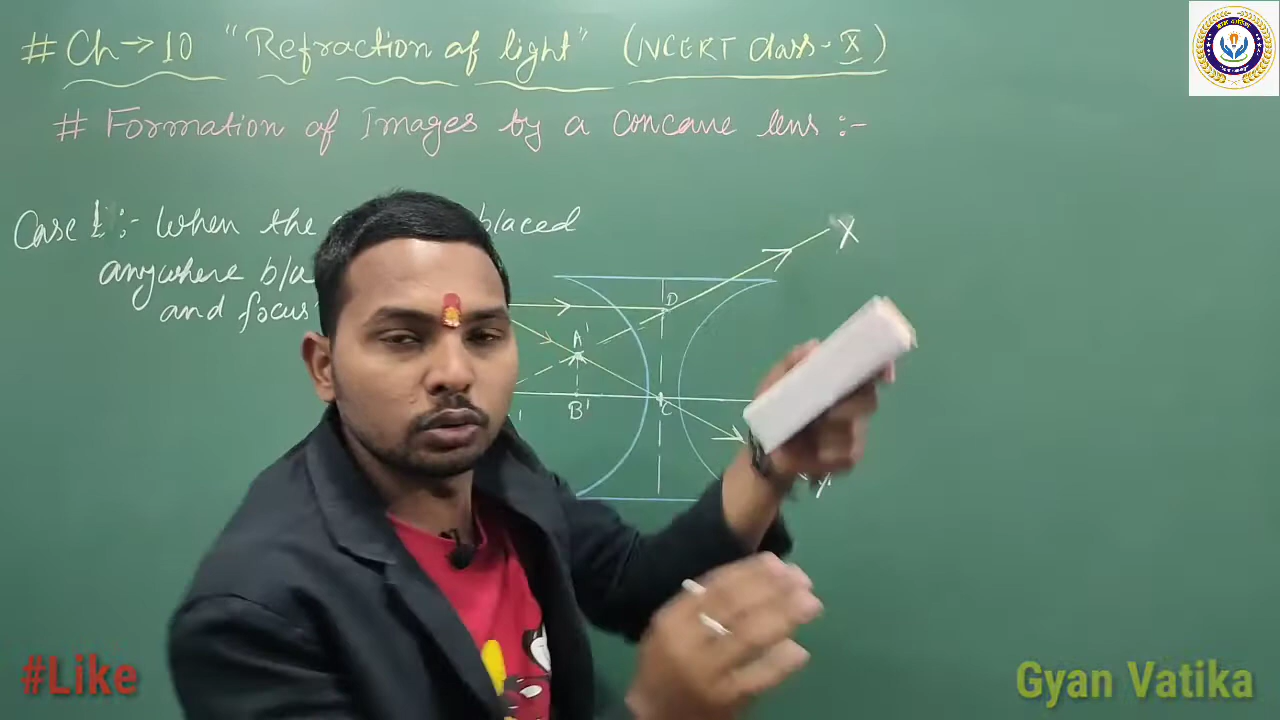 # Ch → 10 "Refraction of light" (NCERT Class - X)
# Formation of Images by a concave lens :-
Case I :- When the placed
anywhere b/w
and focus
X
D
A'
B'
C
y
#Like
Gyan Vatika